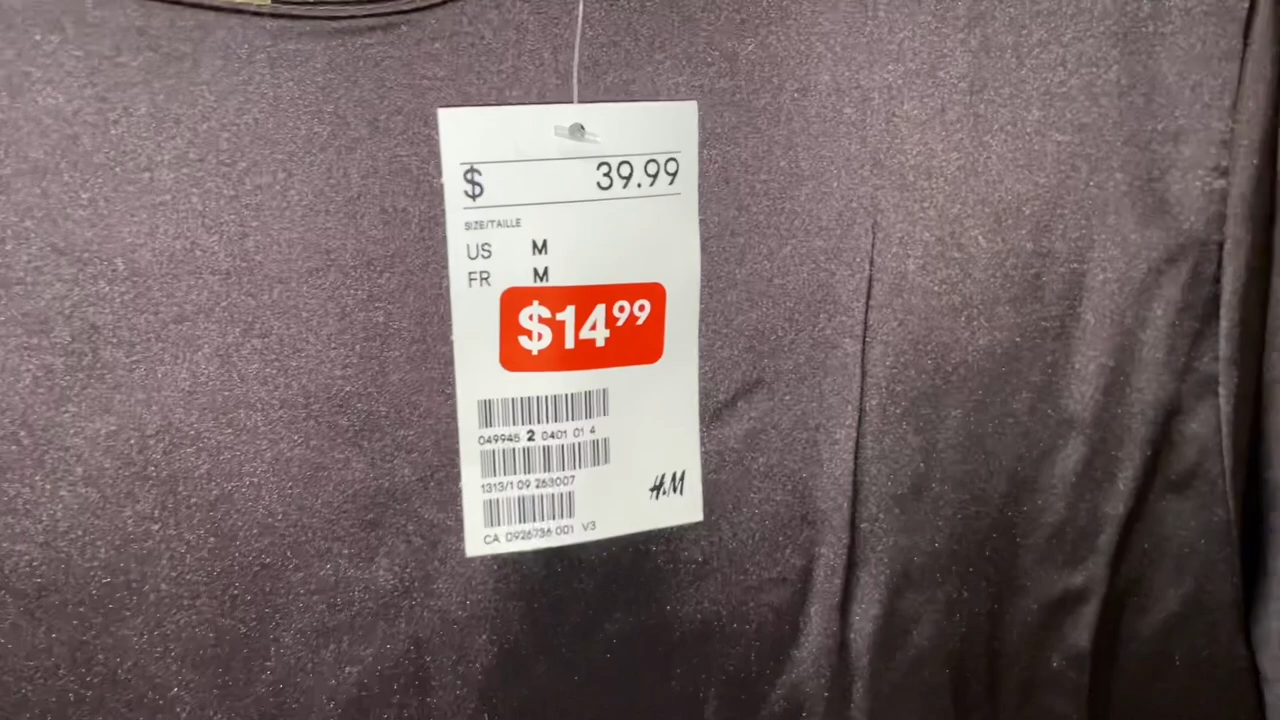 $ 39.99
SIZE/TAILLE
US M
FR M
$14 99
049945 2 0401 01 4
1313/1 09 263007
CA 0926736 001 V3
H&M